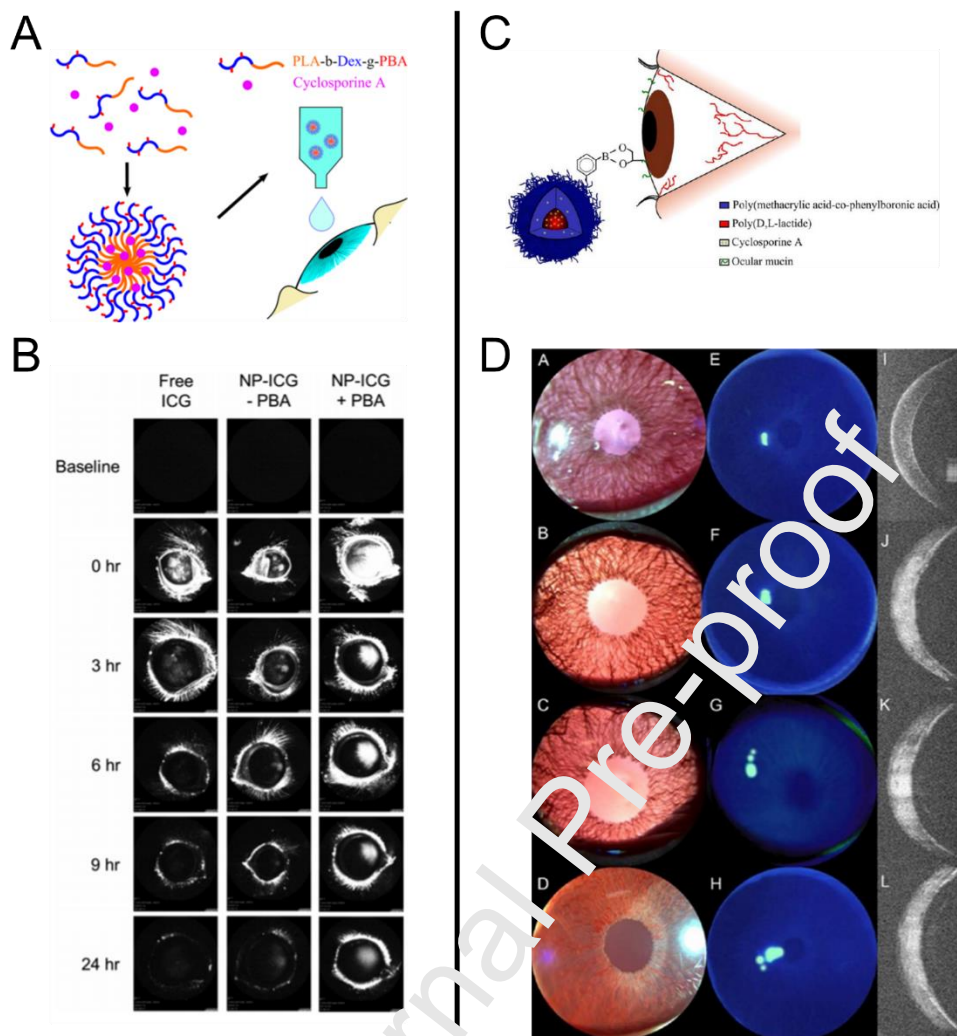 A
PLA-b-Dex-g-PBA
Cyclosporine A
B
Free
ICG
NP-ICG
- PBA
NP-ICG
+ PBA
Baseline
0 hr
3 hr
6 hr
9 hr
24 hr
C
B
O
O
Poly(methacrylic acid-co-phenylboronic acid)
Poly(D,L-lactide)
Cyclosporine A
Ocular mucin
D
A
E
I
B
F
J
C
G
K
D
H
L
rnal Pre-proof